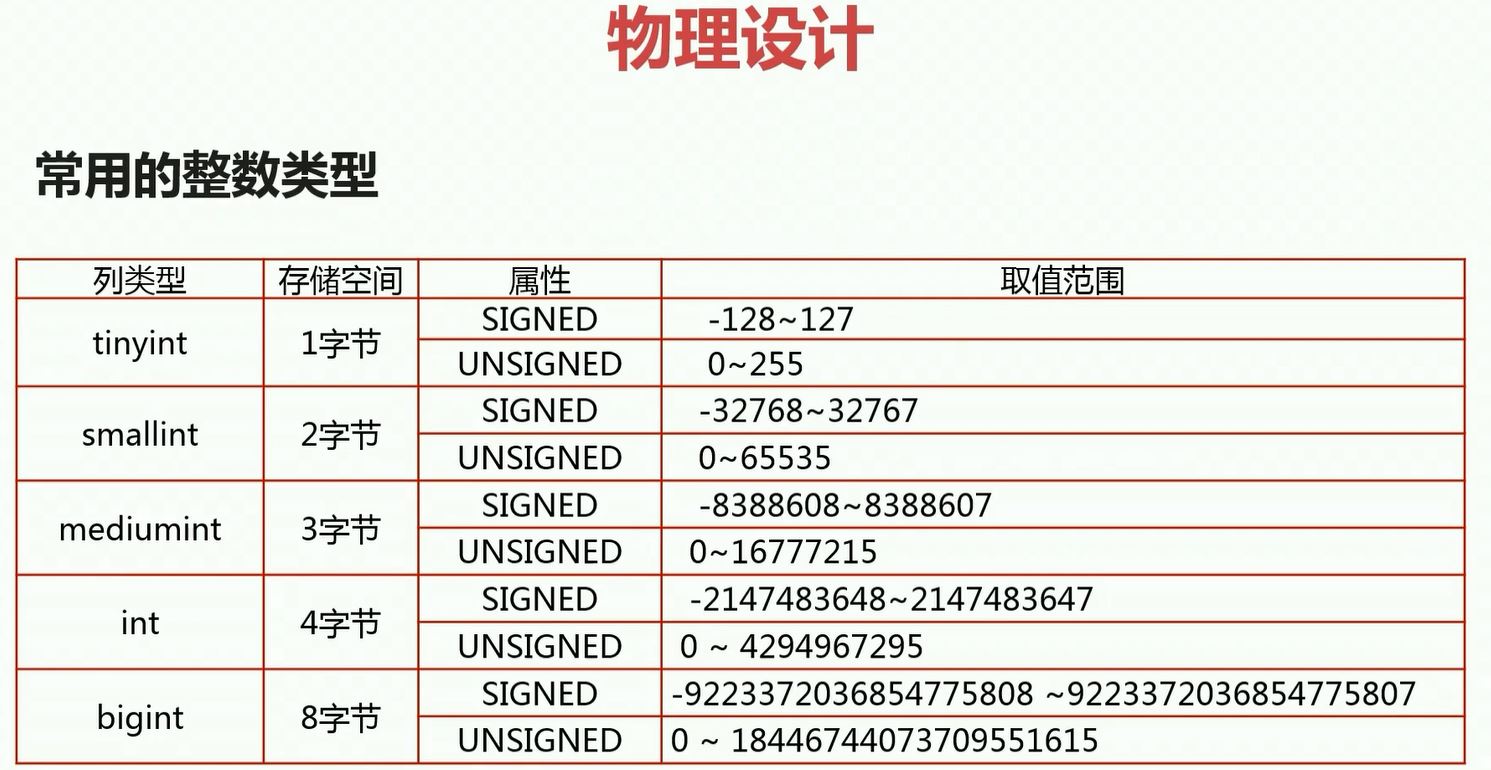 物理设计
常用的整数类型
列类型 存储空间 属性 取值范围
tinyint 1字节 SIGNED -128~127
UNSIGNED 0~255
smallint 2字节 SIGNED -32768~32767
UNSIGNED 0~65535
mediumint 3字节 SIGNED -8388608~8388607
UNSIGNED 0~16777215
int 4字节 SIGNED -2147483648~2147483647
UNSIGNED 0 ~ 4294967295
bigint 8字节 SIGNED -9223372036854775808 ~9223372036854775807
UNSIGNED 0 ~ 18446744073709551615